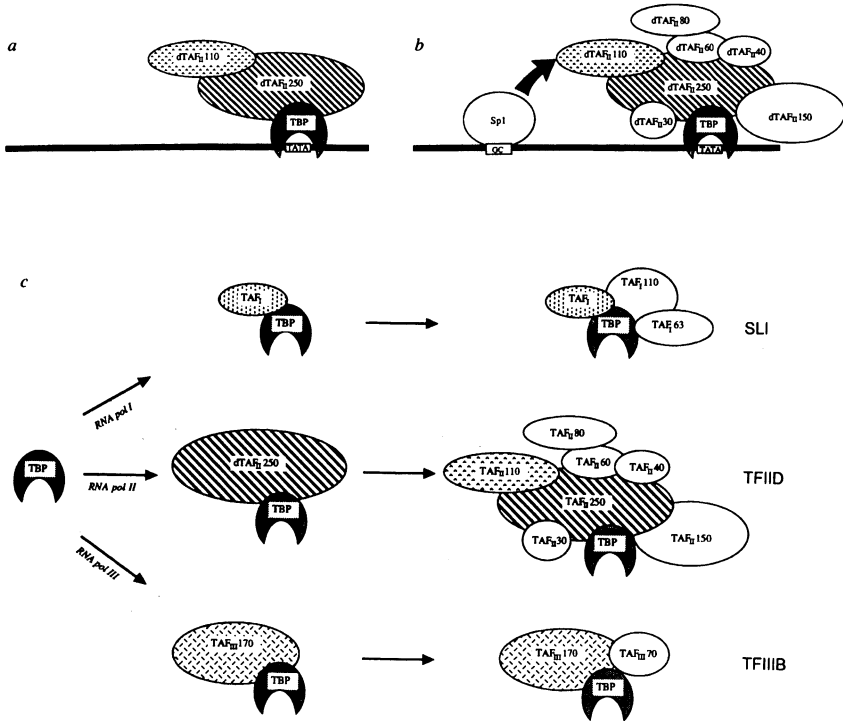 a
dTAFII110
dTAFII250
TBP
TATA
b
dTAFII80
dTAFII110
dTAFII60
dTAFII40
dTAFII250
Sp1
dTAFII30
TBP
dTAFII150
GC
TATA
c
TAFI
TBP
TAFI
TAFI110
TBP
TAFI63
SLI
RNA pol I
TBP
RNA pol II
dTAFII250
TBP
TAFII80
TAFII110
TAFII60
TAFII40
TAFII250
TAFII30
TBP
TAFII150
TFIID
RNA pol III
TAFIII170
TBP
TAFIII170
TAFIII70
TBP
TFIIIB